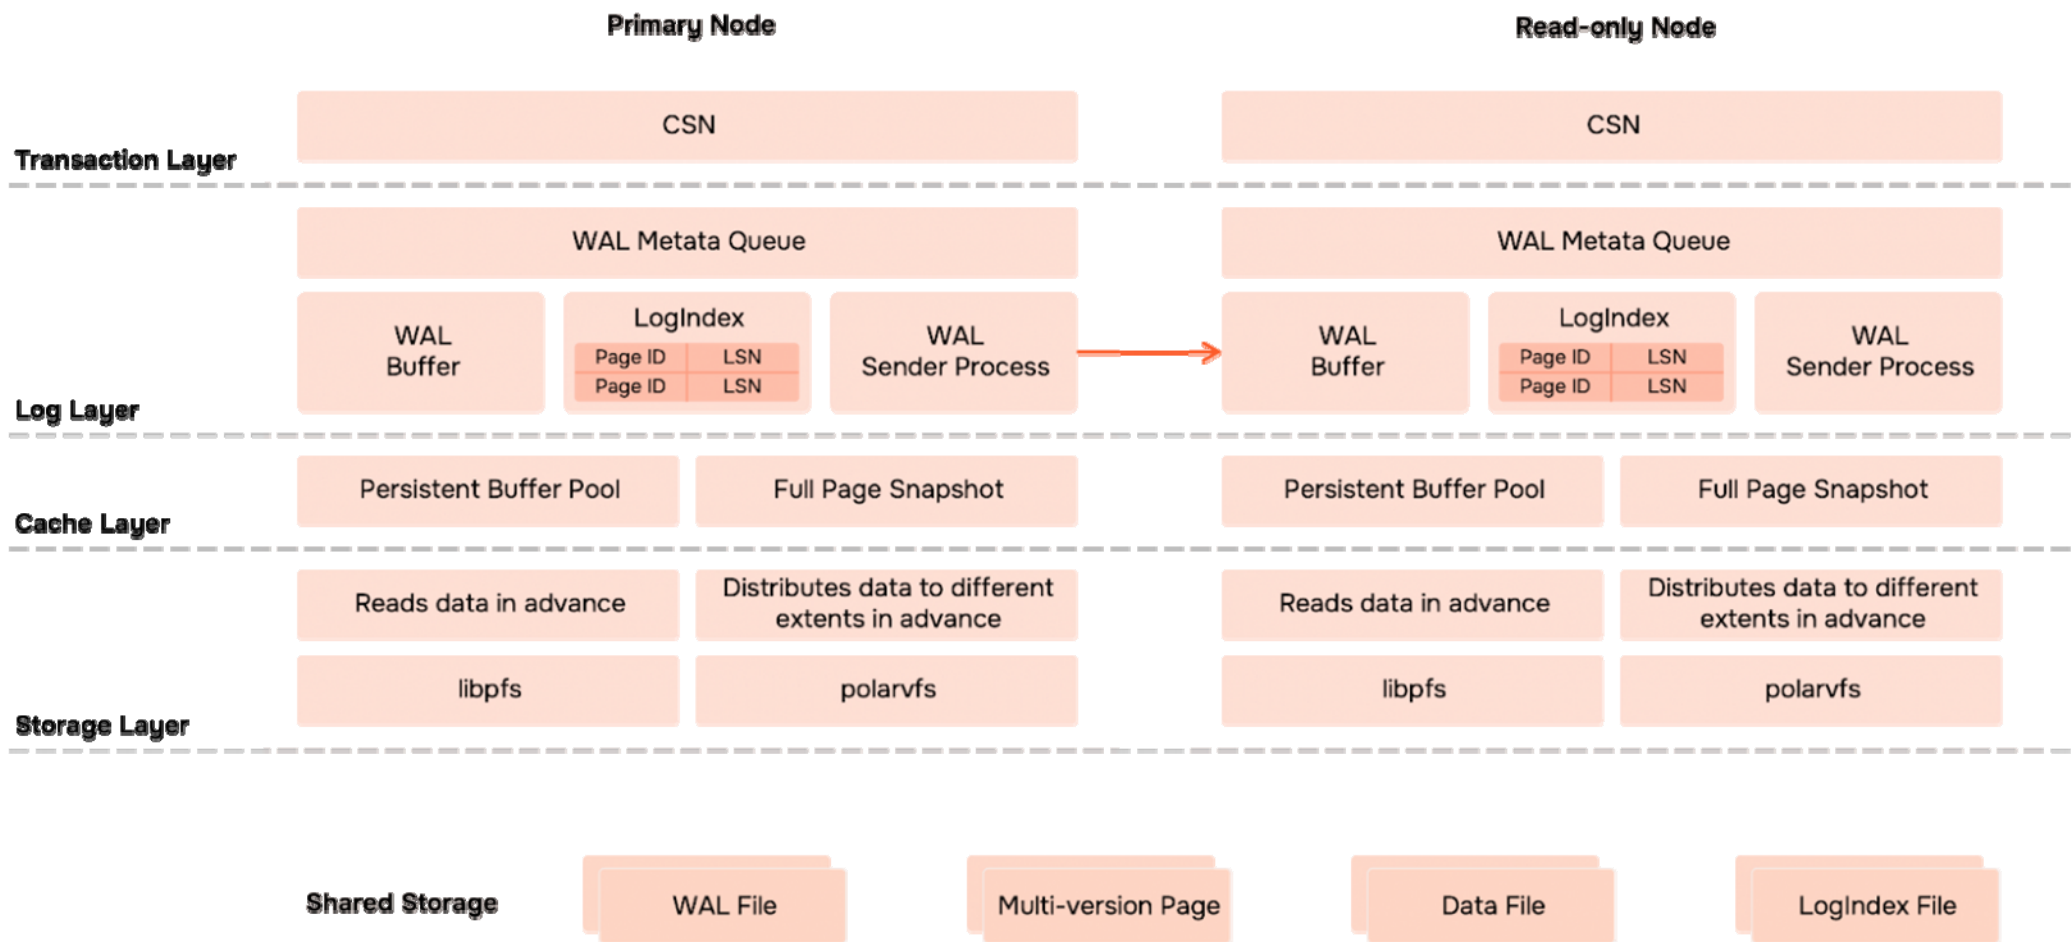 Primary Node
Read-only Node
CSN
CSN
Transaction Layer
WAL Metata Queue
WAL Metata Queue
WAL
Buffer
LogIndex
Page ID LSN
Page ID LSN
WAL
Sender Process
WAL
Buffer
LogIndex
Page ID LSN
Page ID LSN
WAL
Sender Process
Log Layer
Persistent Buffer Pool
Full Page Snapshot
Persistent Buffer Pool
Full Page Snapshot
Cache Layer
Reads data in advance
Distributes data to different
extents in advance
Reads data in advance
Distributes data to different
extents in advance
libpfs
polarvfs
libpfs
polarvfs
Storage Layer
Shared Storage
WAL File
Multi-version Page
Data File
LogIndex File